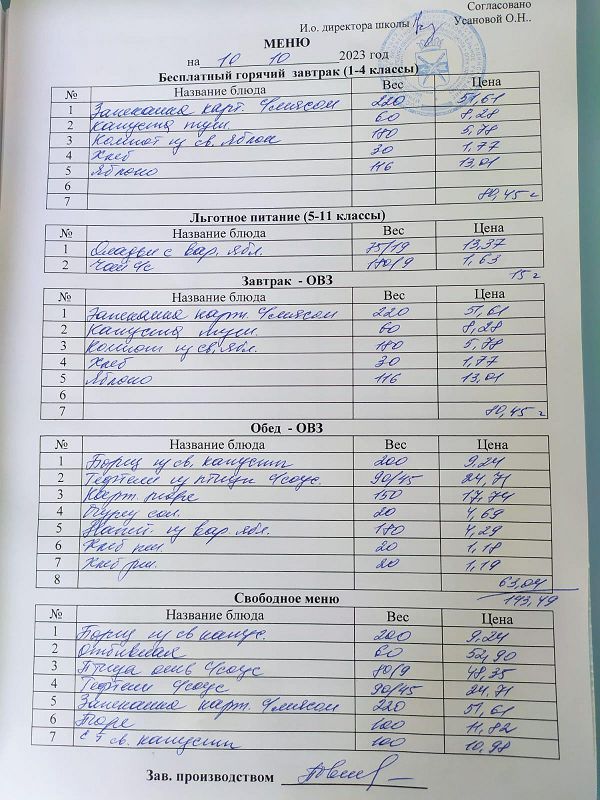 Согласовано
И.о. директора школы Усановой О.Н..
МЕНЮ
на 10 10 2023 год
Бесплатный горячий завтрак (1-4 классы)
№ Название блюда Вес Цена
1 Запеканка карт. с/мясом 220 51,61
2 Капуста туш. 60 8,28
3 Компот из св. яблок 180 5,78
4 Хлеб 30 1,77
5 Яблоко 116 13,01
6
7 80,45 г
Льготное питание (5-11 классы)
№ Название блюда Вес Цена
1 Оладьи с вар. ябл. 75/19 13,37
2 Чай с/с 180/9 1,63
15 г
Завтрак - ОВЗ
№ Название блюда Вес Цена
1 Запеканка карт. с/мясом 220 51,61
2 Капуста туш. 60 8,28
3 Компот из св. ябл. 180 5,78
4 Хлеб 30 1,77
5 Яблоко 116 13,01
6
7 80,45 г
Обед - ОВЗ
№ Название блюда Вес Цена
1 Борщ из св. капусты 200 9,24
2 Тефтели из птицы с/соус. 90/45 24,71
3 Карт. пюре 150 17,74
4 Огурец сол. 20 4,69
5 Напит. из вар. ябл. 180 4,29
6 Хлеб пш. 20 1,18
7 Хлеб рж. 20 1,19
8 63,04
143,49
Свободное меню
№ Название блюда Вес Цена
1 Борщ из св капус. 200 9,24
2 Отбивная 60 52,90
3 Птица отв с/соус 80/9 48,35
4 Тефтели с/соус 90/45 24,71
5 Запеканка карт. с/мясом 220 51,61
6 Пюре 100 11,82
7 С-т св. капусты 100 10,98
Зав. производством